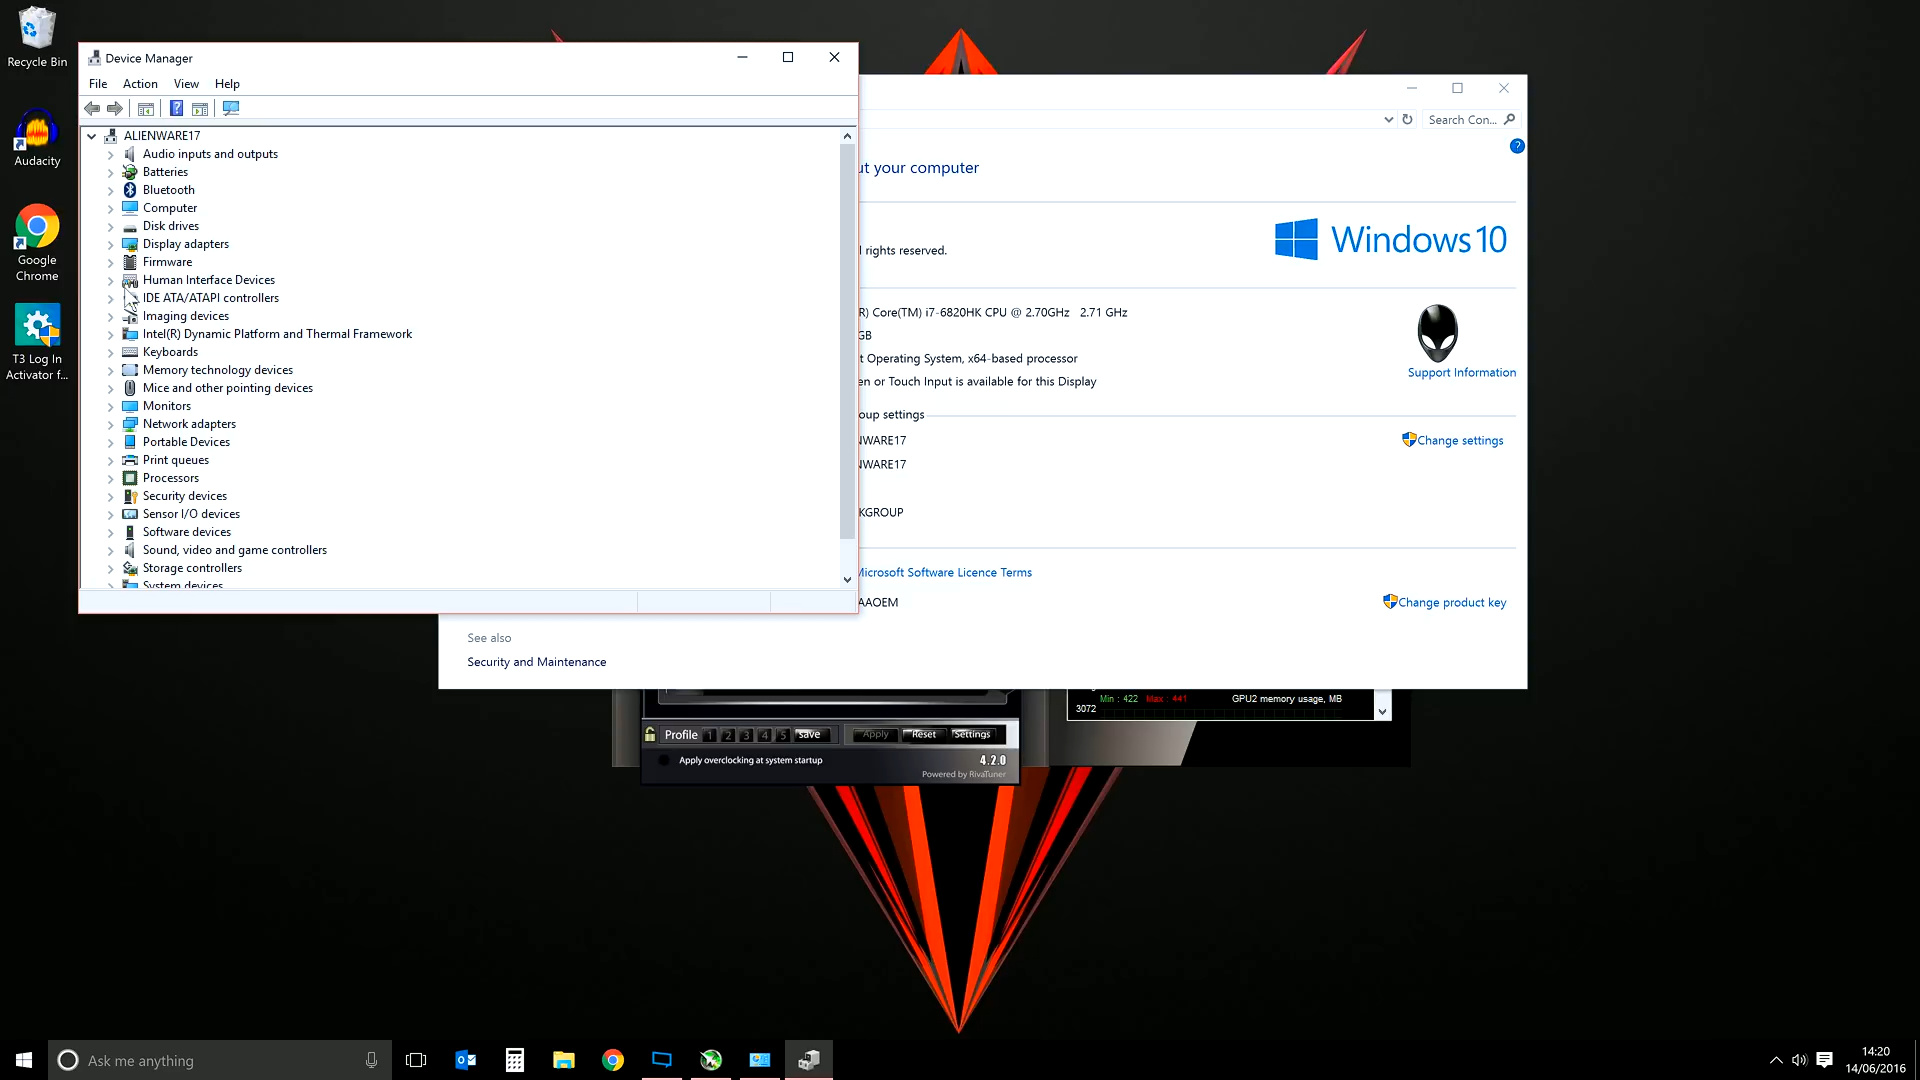 Recycle Bin
Audacity
Google
Chrome
T3 Log In
Activator f...
Device Manager
File Action View Help
ALIENWARE17
Audio inputs and outputs
Batteries
Bluetooth
Computer
Disk drives
Display adapters
Firmware
Human Interface Devices
IDE ATA/ATAPI controllers
Imaging devices
Intel(R) Dynamic Platform and Thermal Framework
Keyboards
Memory technology devices
Mice and other pointing devices
Monitors
Network adapters
Portable Devices
Print queues
Processors
Security devices
Sensor I/O devices
Software devices
Sound, video and game controllers
Storage controllers
System devices
Search Con...
ut your computer
l rights reserved.
Windows 10
R) Core(TM) i7-6820HK CPU @ 2.70GHz 2.71 GHz
GB
t Operating System, x64-based processor
en or Touch Input is available for this Display
Support Information
oup settings
NWARE17
Change settings
NWARE17
KGROUP
Microsoft Software Licence Terms
AAOEM
Change product key
See also
Security and Maintenance
Min : 422 Max : 441 GPU2 memory usage, MB
3072
Profile 1 2 3 4 5 save Apply Reset Settings
Apply overclocking at system startup 4.2.0
Powered by RivaTuner
Ask me anything
14:20
14/06/2016